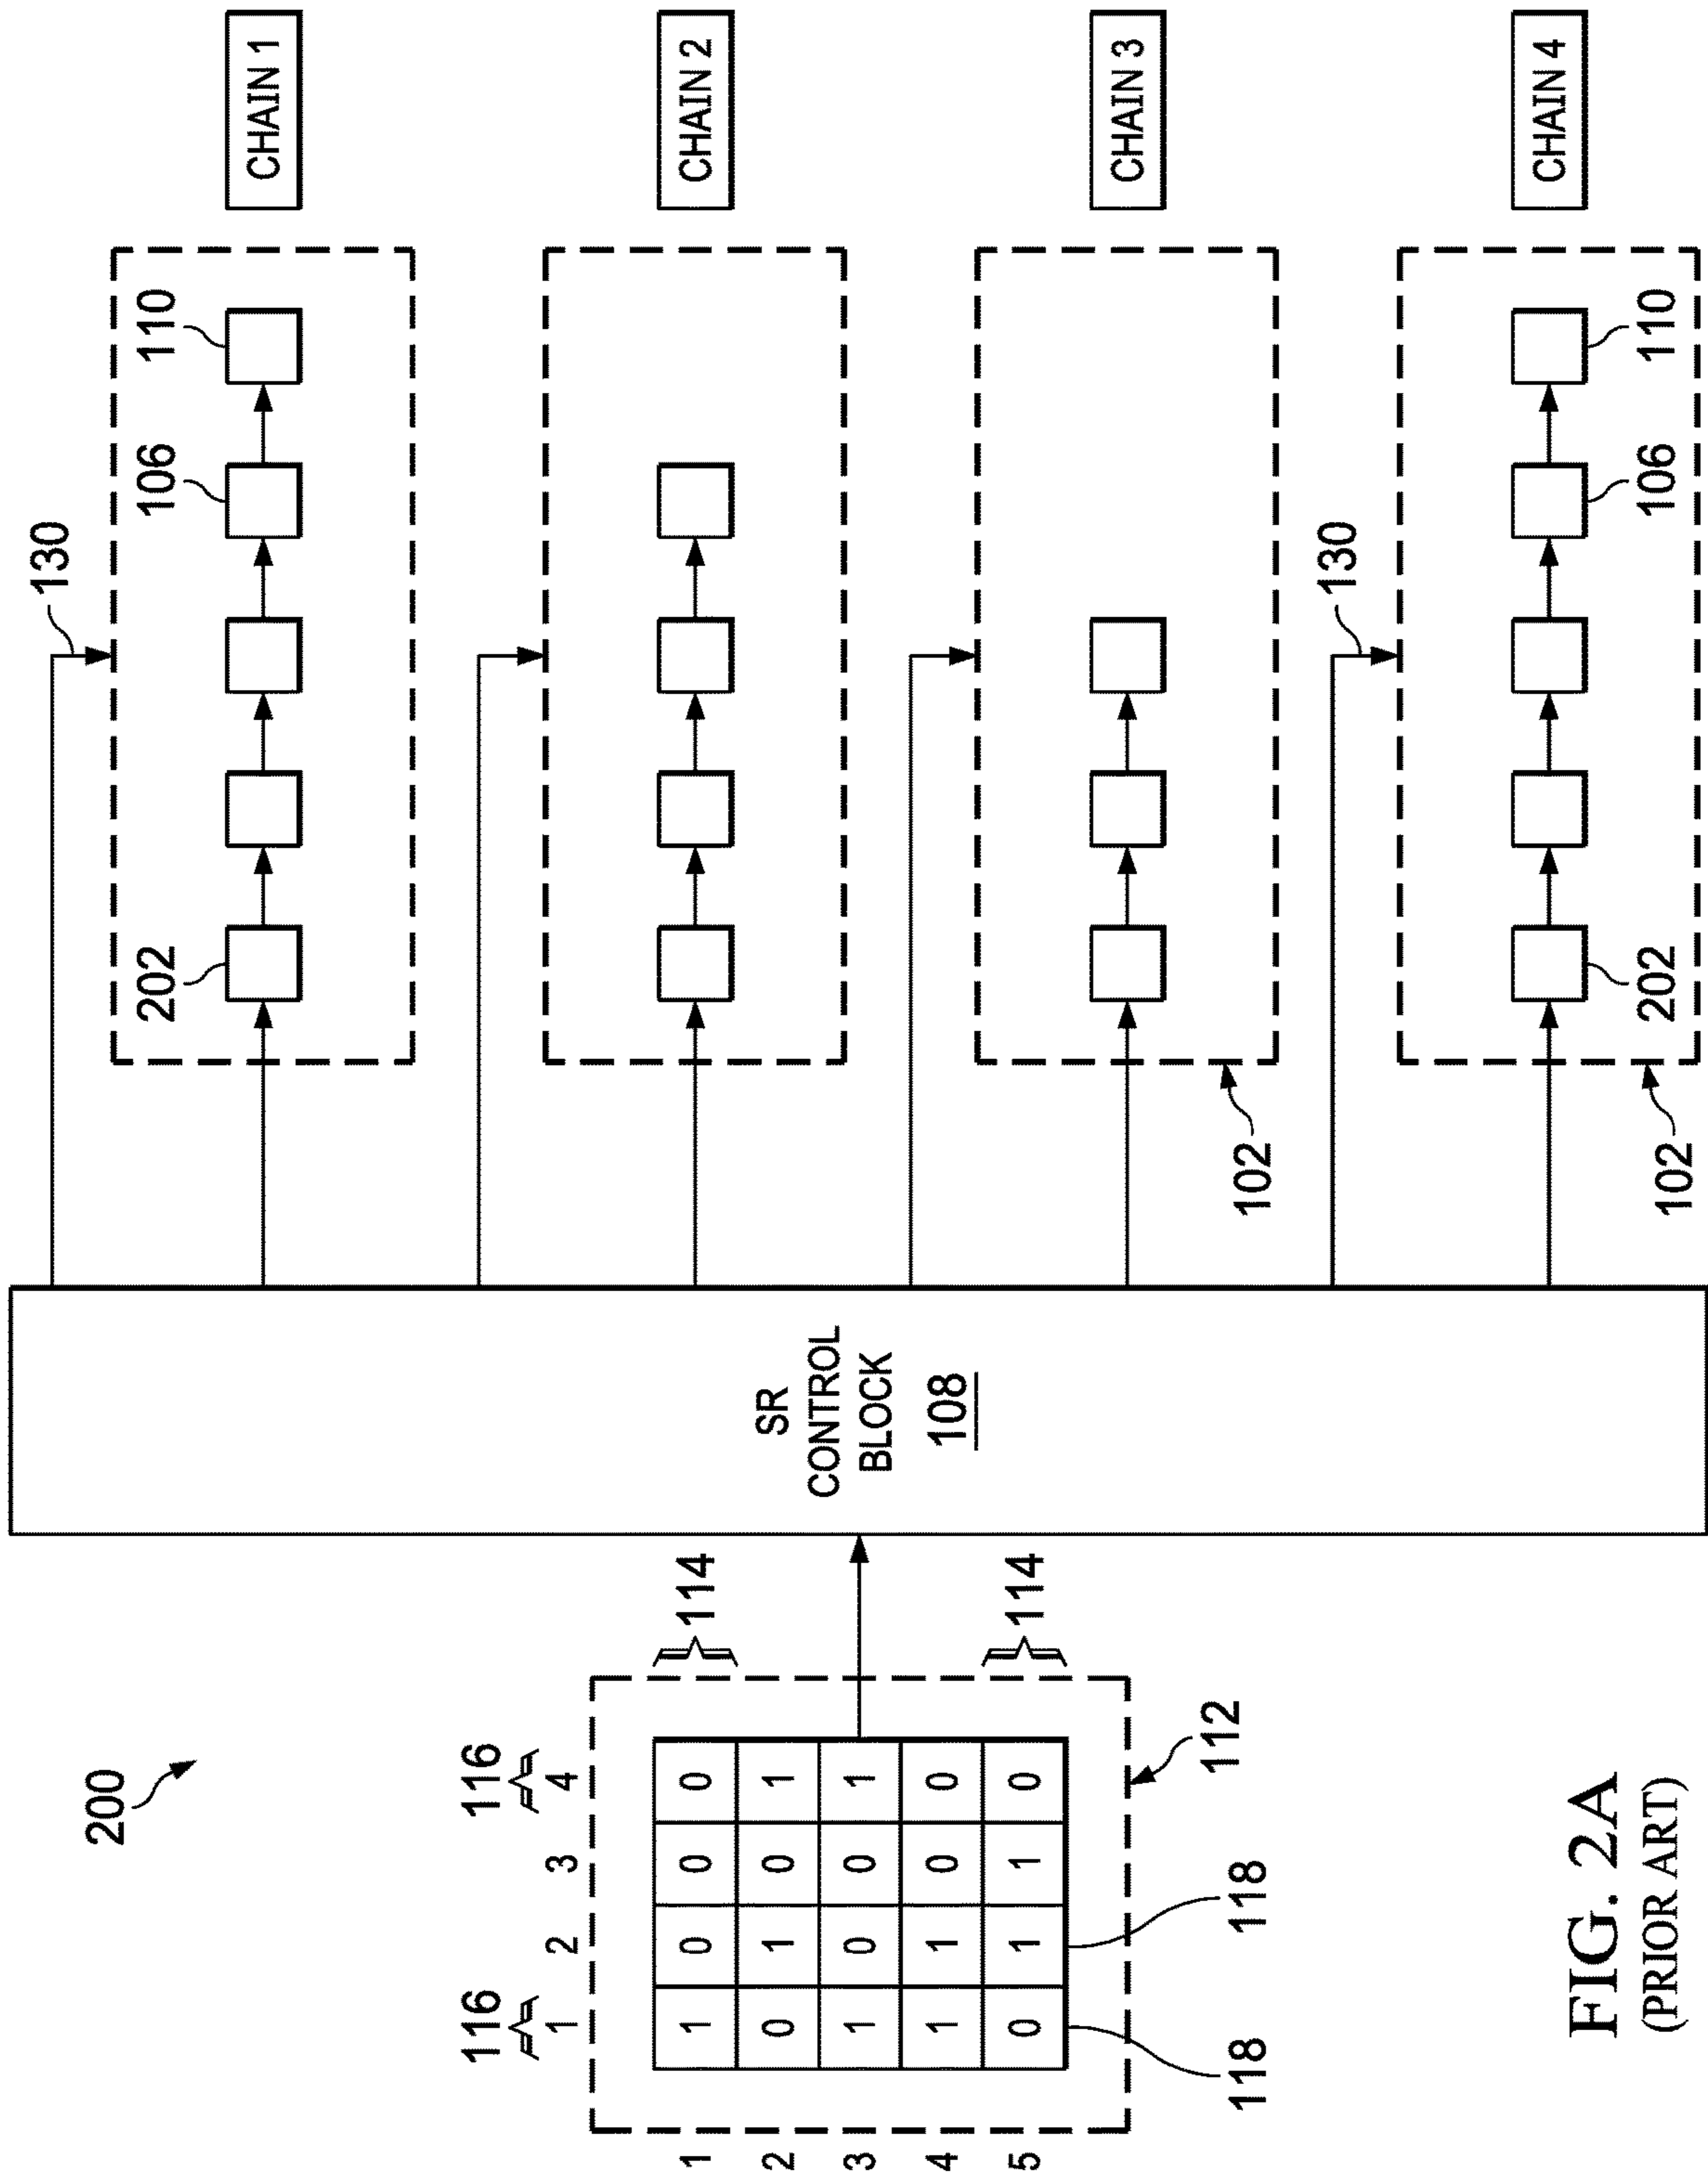 200
130
202 106 110
CHAIN 1
116 116
1 2 3 4
1 1 0 0 0 114
2 0 1 0 1
3 1 0 0 1
4 1 1 0 0
5 0 1 1 0 114
118 118 112
SR
CONTROL
BLOCK
108
CHAIN 2
CHAIN 3
102
130
CHAIN 4
202 106 110
102
FIG. 2A
(PRIOR ART)